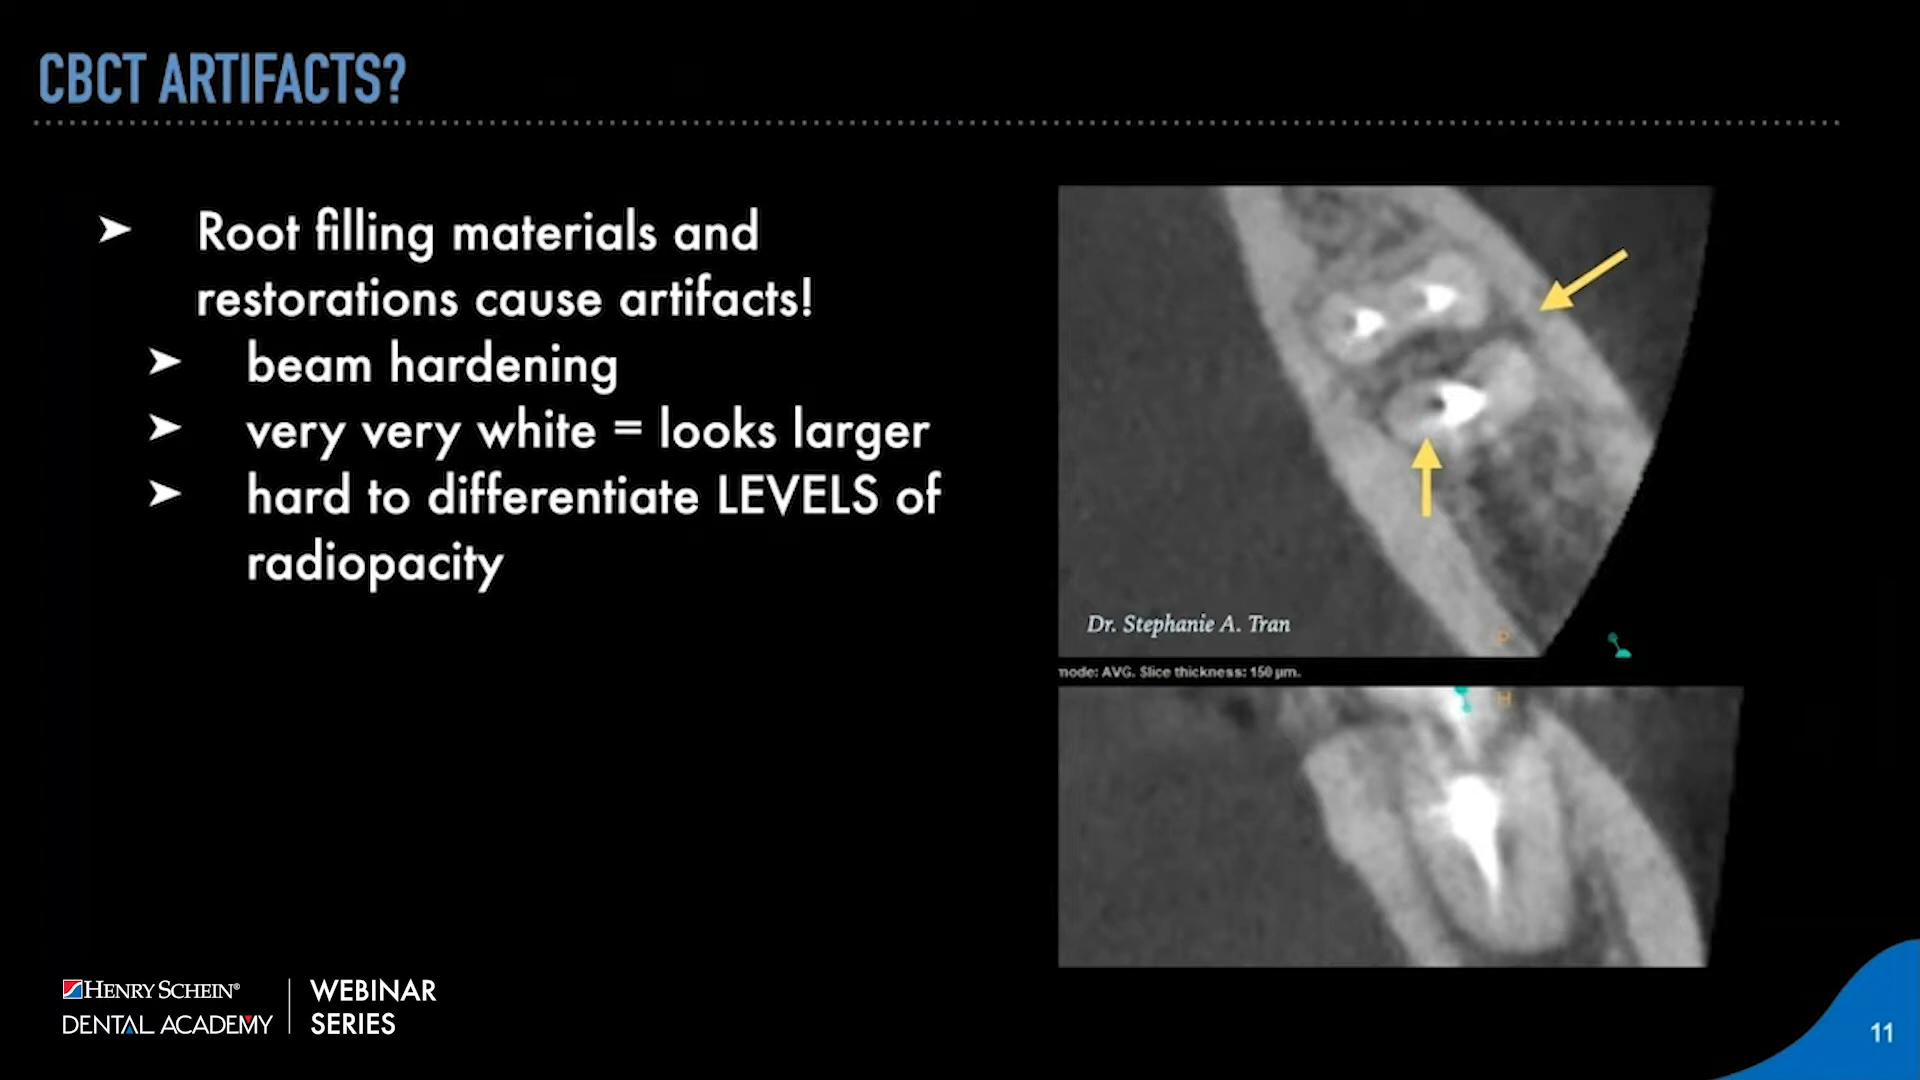 CBCT ARTIFACTS?
➤ Root filling materials and
restorations cause artifacts!
➤ beam hardening
➤ very very white = looks larger
➤ hard to differentiate LEVELS of
radiopacity
Dr. Stephanie A. Tran
P
mode: AVG. Slice thickness: 150 µm.
H
HENRY SCHEIN®
DENTAL ACADEMY
WEBINAR
SERIES
11